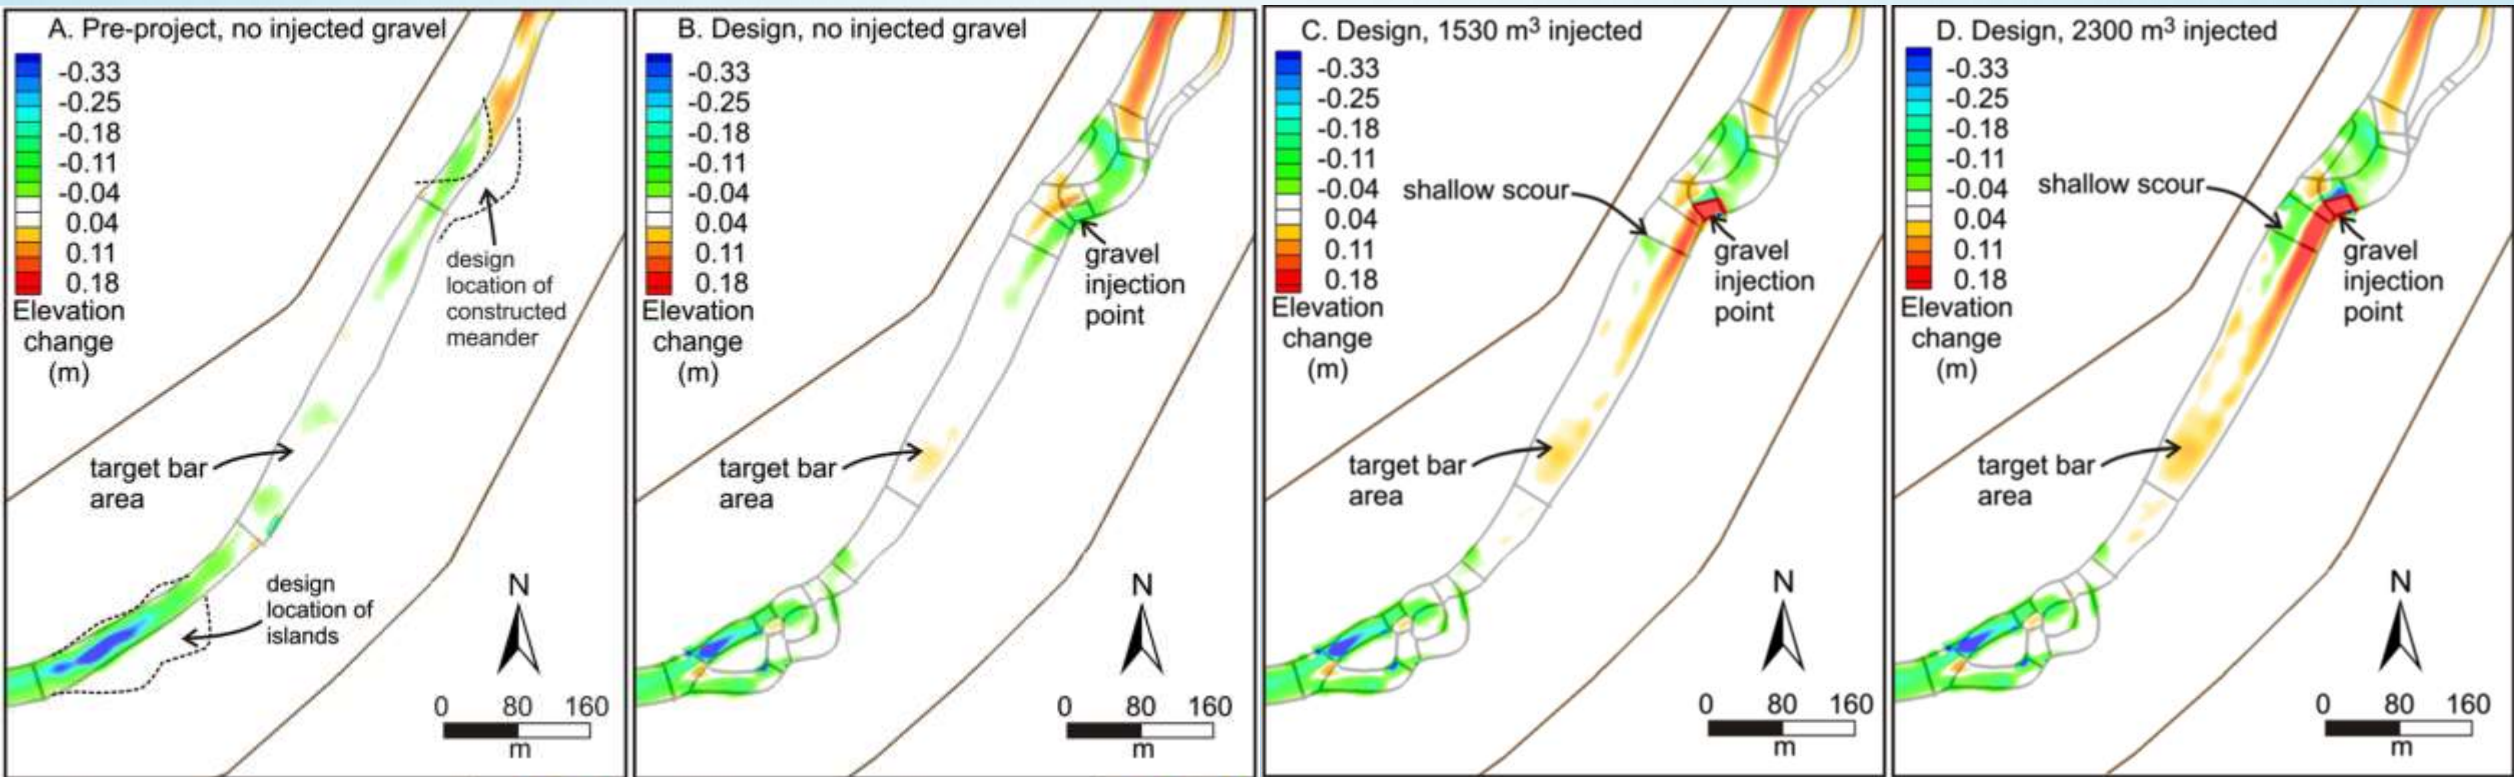 A. Pre-project, no injected gravel
-0.33
-0.25
-0.18
-0.11
-0.04
0.04
0.11
0.18
Elevation
change
(m)
design
location of
constructed
meander
target bar
area
design
location of
islands
N
0 80 160
m
B. Design, no injected gravel
-0.33
-0.25
-0.18
-0.11
-0.04
0.04
0.11
0.18
Elevation
change
(m)
gravel
injection
point
target bar
area
N
0 80 160
m
C. Design, 1530 m³ injected
-0.33
-0.25
-0.18
-0.11
-0.04
0.04
0.11
0.18
Elevation
change
(m)
shallow scour
gravel
injection
point
target bar
area
N
0 80 160
m
D. Design, 2300 m³ injected
-0.33
-0.25
-0.18
-0.11
-0.04
0.04
0.11
0.18
Elevation
change
(m)
shallow scour
gravel
injection
point
target bar
area
N
0 80 160
m